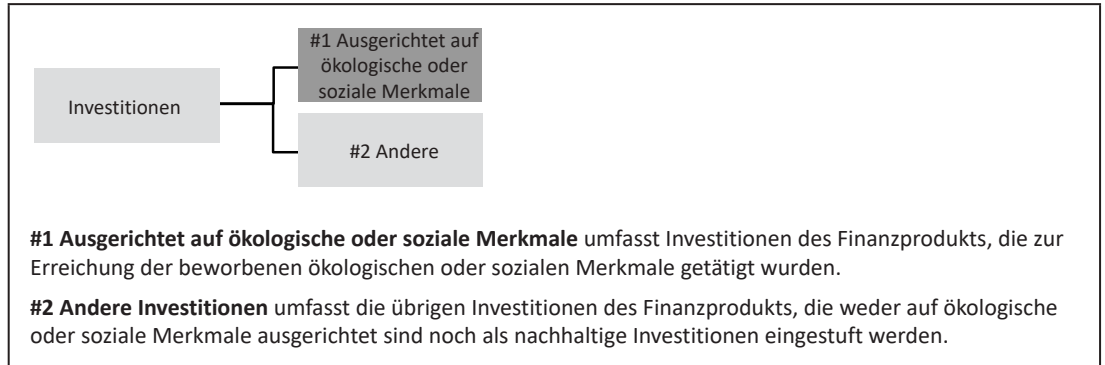 #1 Ausgerichtet auf
ökologische oder
soziale Merkmale
Investitionen
#2 Andere
#1 Ausgerichtet auf ökologische oder soziale Merkmale umfasst Investitionen des Finanzprodukts, die zur
Erreichung der beworbenen ökologischen oder sozialen Merkmale getätigt wurden.
#2 Andere Investitionen umfasst die übrigen Investitionen des Finanzprodukts, die weder auf ökologische
oder soziale Merkmale ausgerichtet sind noch als nachhaltige Investitionen eingestuft werden.